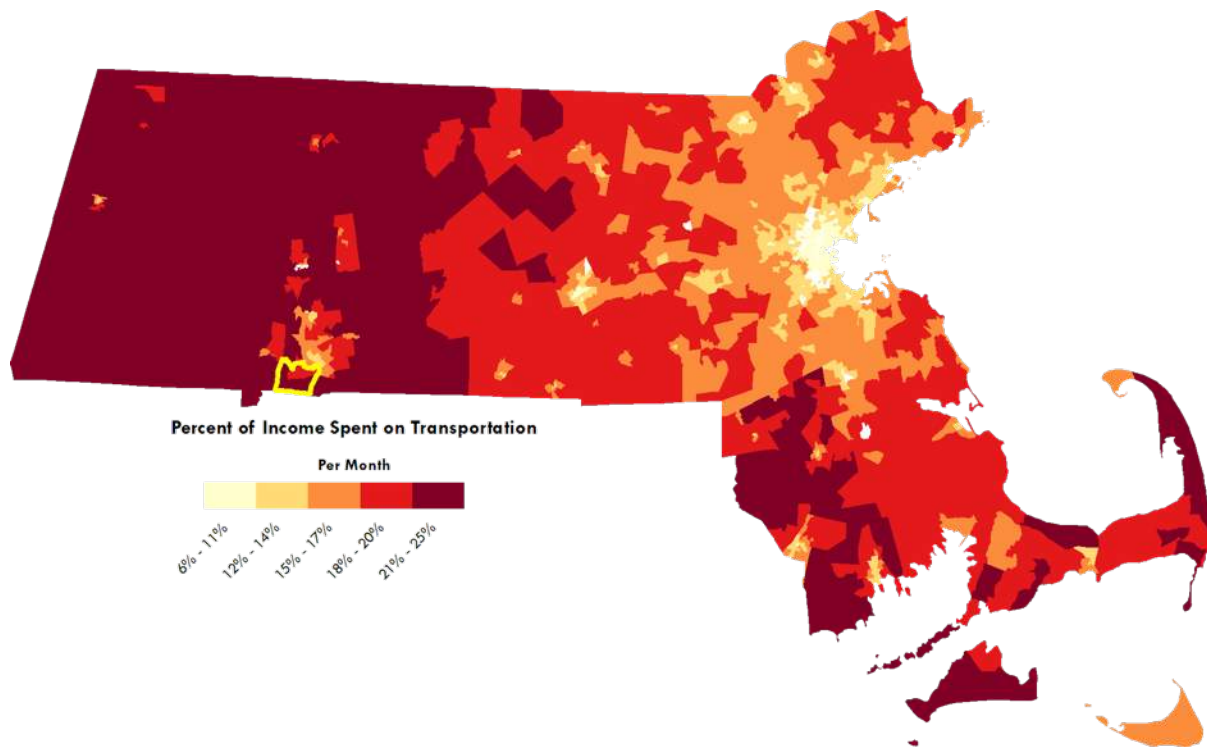 Percent of Income Spent on Transportation
Per Month
6% - 11%
12% - 14%
15% - 17%
18% - 20%
21% - 25%